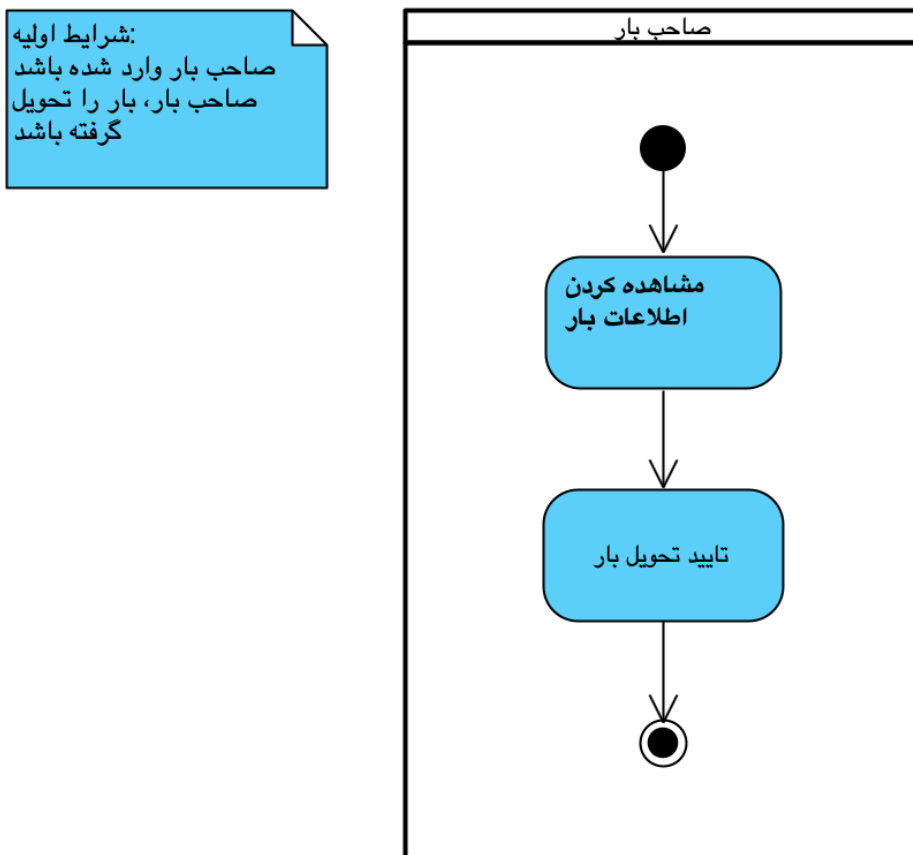 شرایط اولیه:
صاحب بار وارد شده باشد
صاحب بار، بار را تحویل
گرفته باشد
صاحب بار
مشاهده کردن
اطلاعات بار
تایید تحویل بار